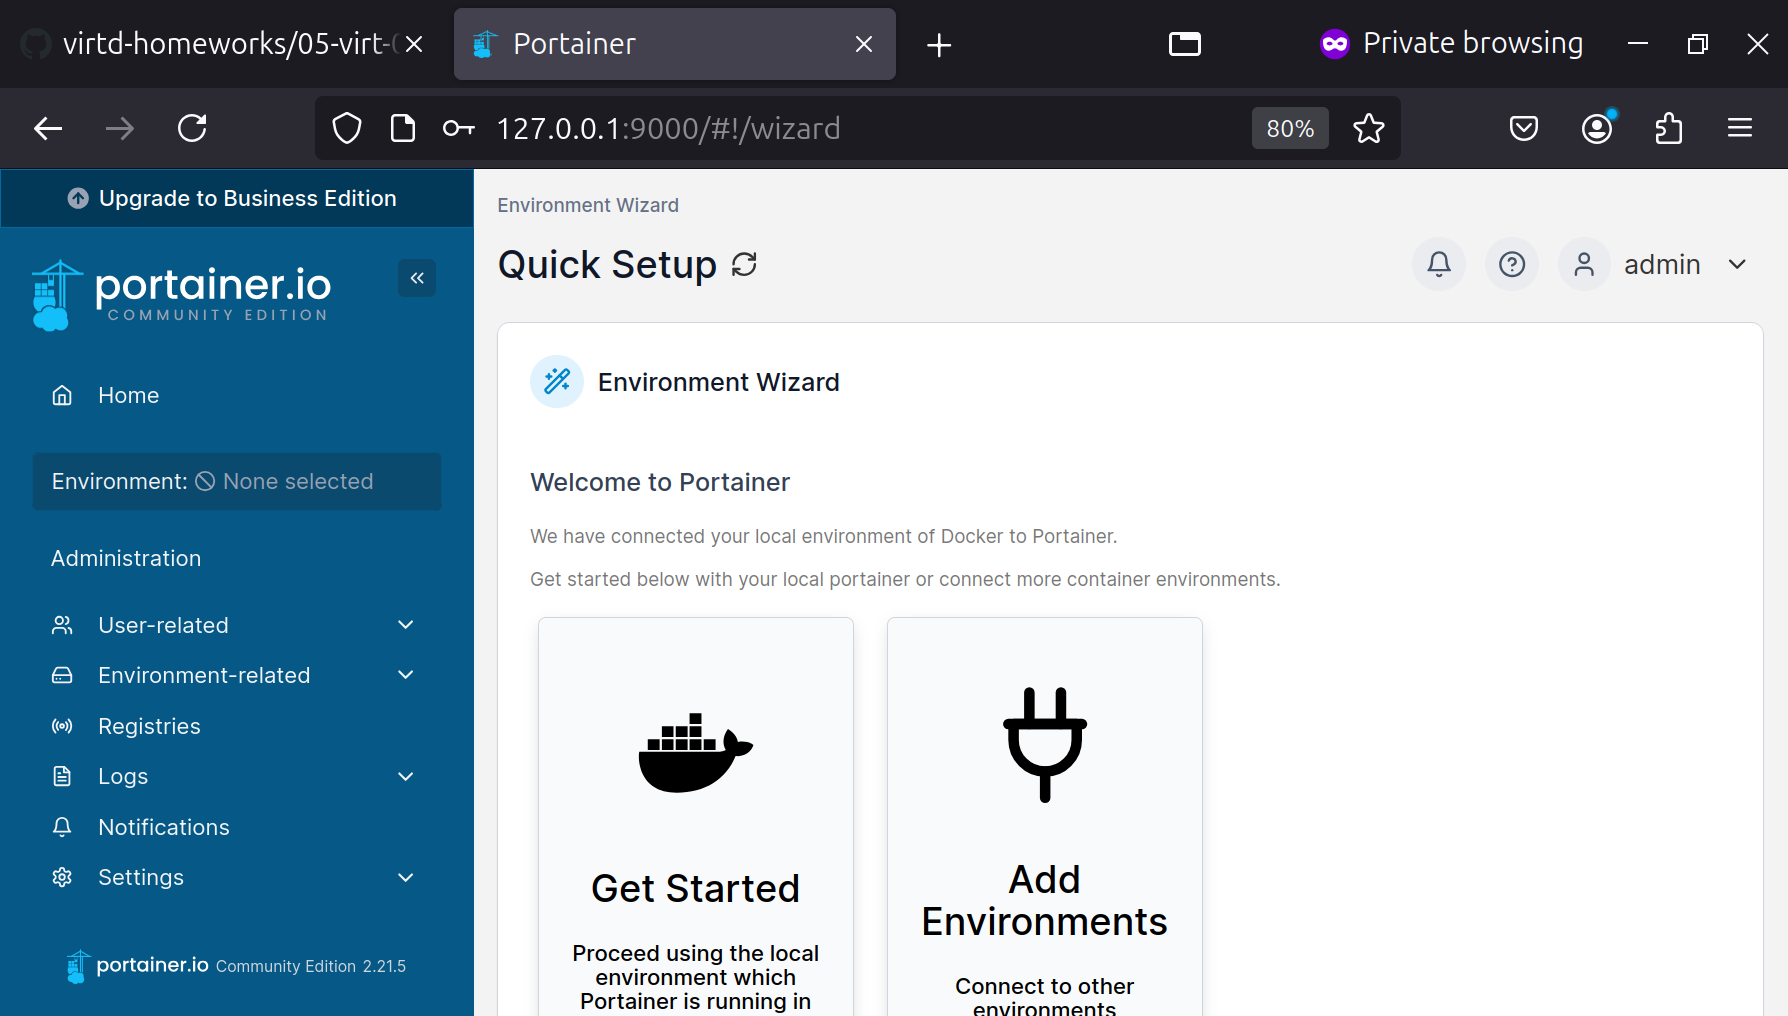 virtd-homeworks/05-virt-
Portainer
Private browsing
127.0.0.1:9000/#!/wizard
80%
Upgrade to Business Edition
portainer.io
COMMUNITY EDITION
Home
Environment: None selected
Administration
User-related
Environment-related
Registries
Logs
Notifications
Settings
portainer.io Community Edition 2.21.5
Environment Wizard
Quick Setup
admin
Environment Wizard
Welcome to Portainer
We have connected your local environment of Docker to Portainer.
Get started below with your local portainer or connect more container environments.
Get Started
Proceed using the local
environment which
Portainer is running in
Add
Environments
Connect to other
environments